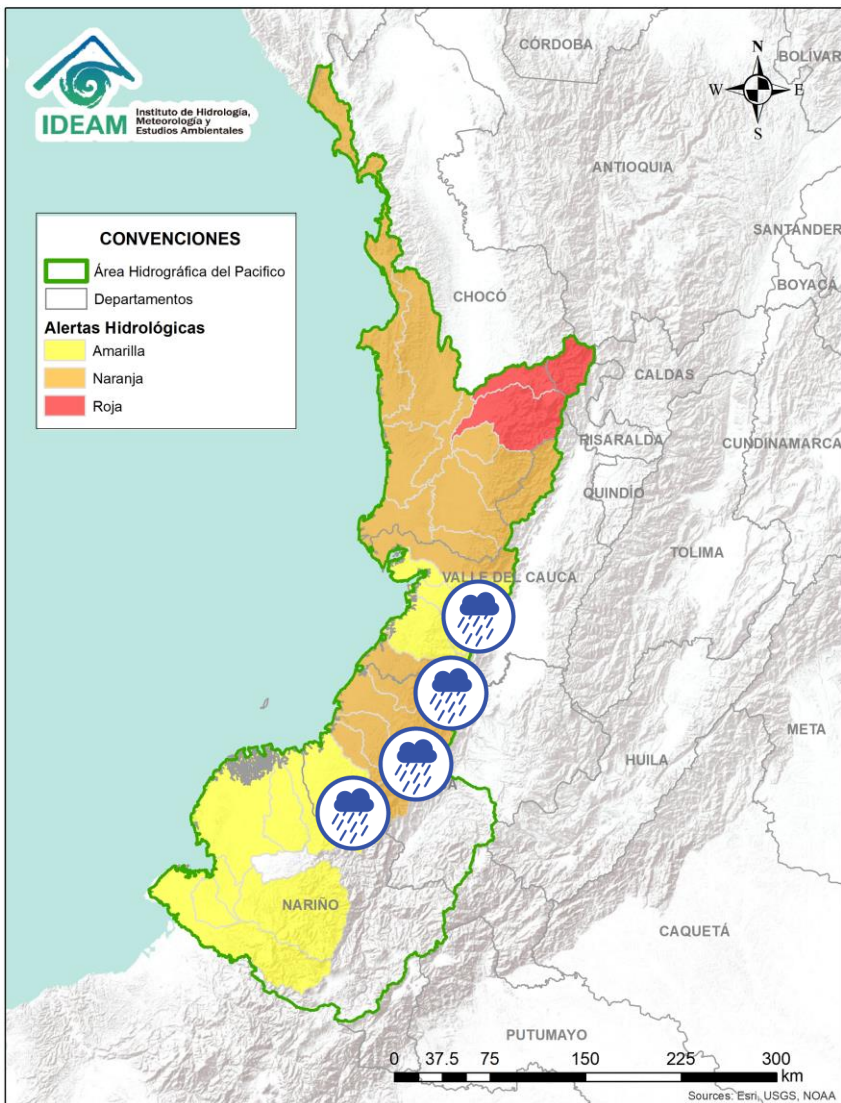 IDEAM
Instituto de Hidrología,
Meteorología y
Estudios Ambientales
CÓRDOBA
BOLÍVAR
N
W
E
S
ANTIOQUIA
SANTANDER
BOYACÁ
CONVENCIONES
Área Hidrográfica del Pacifico
Departamentos
Alertas Hidrológicas
Amarilla
Naranja
Roja
CHOCÓ
CALDAS
RISARALDA
CUNDINAMARCA
QUINDÍO
TOLIMA
VALLE DEL CAUCA
META
HUILA
A
NARIÑO
CAQUETÁ
PUTUMAYO
0 37.5 75 150 225 300
km
Sources: Esri, USGS, NOAA